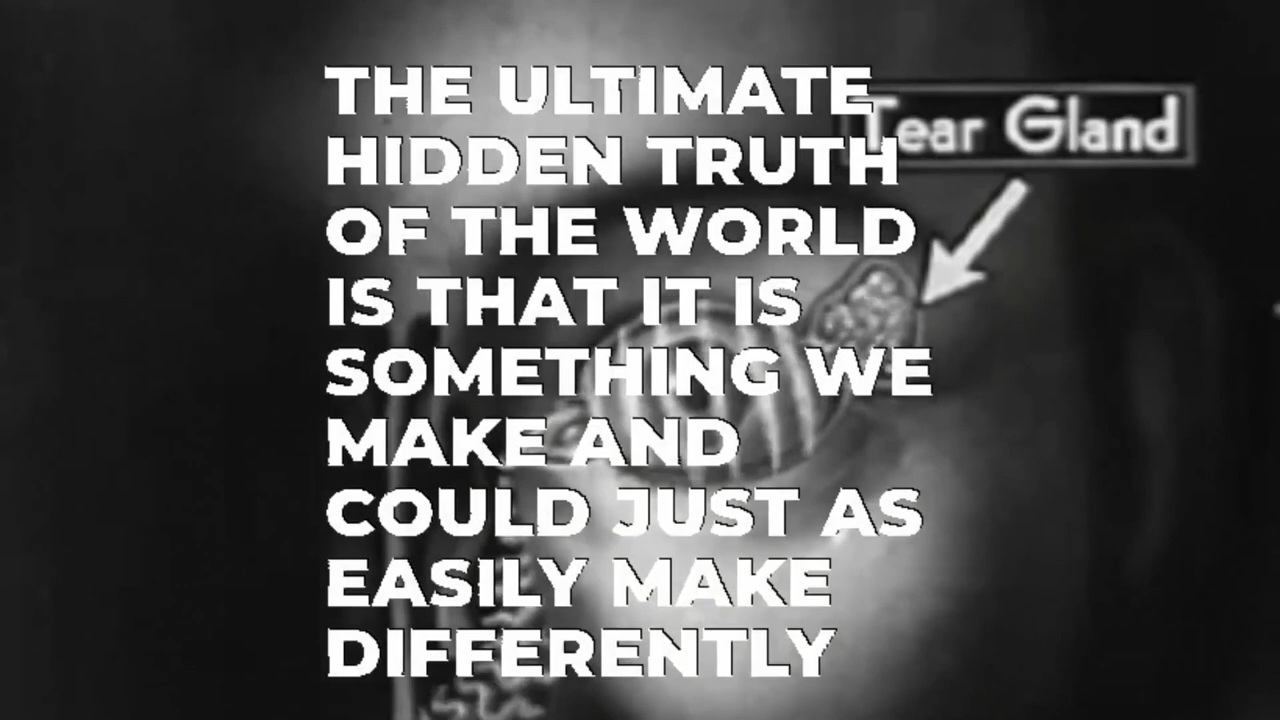 THE ULTIMATE
Tear Gland
HIDDEN TRUTH
OF THE WORLD
IS THAT IT IS
SOMETHING WE
MAKE AND
COULD JUST AS
EASILY MAKE
DIFFERENTLY